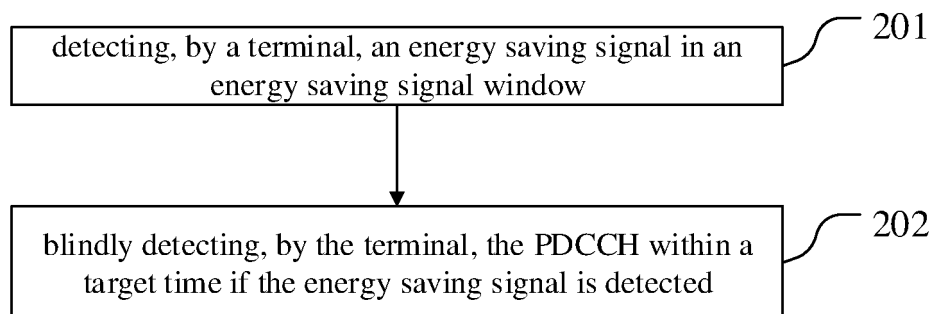 detecting, by a terminal, an energy saving signal in an
energy saving signal window
201
blindly detecting, by the terminal, the PDCCH within a
target time if the energy saving signal is detected
202